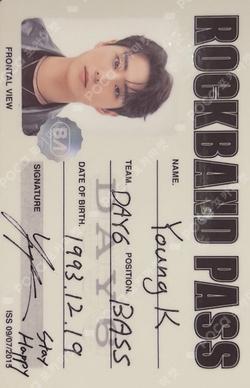 ROCKBAND PASS
NAME.
Young K
TEAM. POSITION.
DAY6 BASS
DATE OF BIRTH.
1993.12.19
SIGNATURE
Stay
Happy
FRONTAL VIEW
ISS 09/07/2015
DAY6